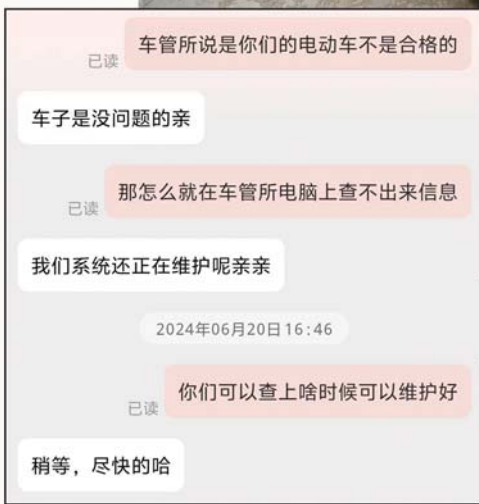 车管所说是你们的电动车不是合格的
已读
车子是没问题的亲
那怎么就在车管所电脑上查不出来信息
已读
我们系统还正在维护呢亲亲
2024年06月20日16:46
你们可以查上啥时候可以维护好
已读
稍等，尽快的哈